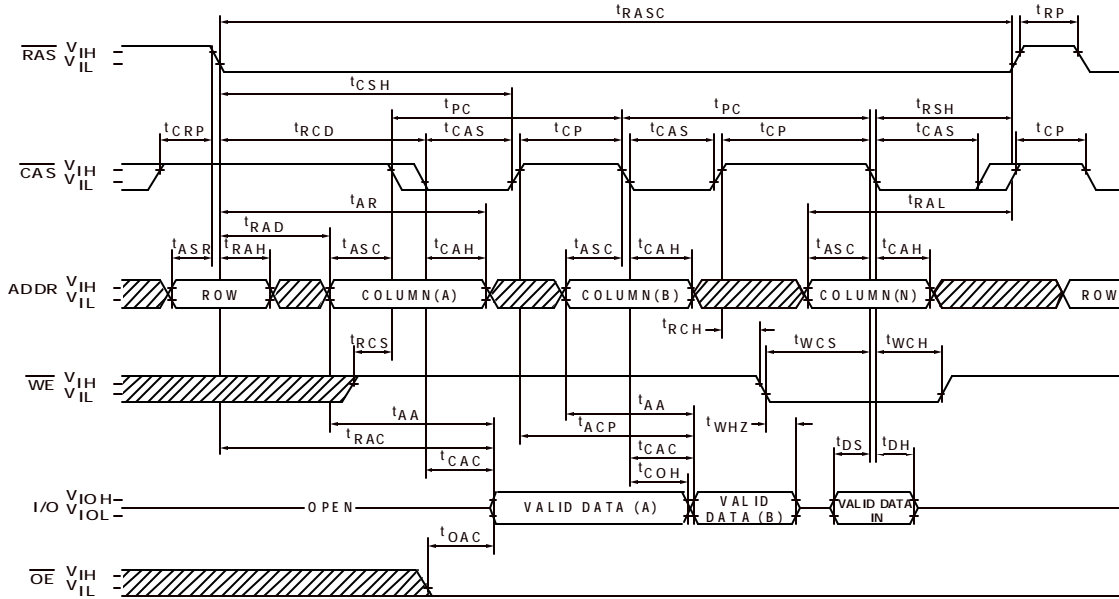 tRASC tRP
RAS VIH
VIL
tCSH
tPC tPC tRSH
tCRP tRCD tCAS tCP tCAS tCP tCAS tCP
CAS VIH
VIL
tAR tRAL
tRAD
tASR tRAH tASC tCAH tASC tCAH tASC tCAH
ADDR VIH
VIL
ROW COLUMN(A) COLUMN(B) COLUMN(N) ROW
tRCH
tRCS tWCS tWCH
WE VIH
VIL
tAA tAA
tACP tWHZ
tRAC tCAC tDS tDH
tCAC tCOH
I/O VIOH
VIOL
OPEN VALID DATA (A) VALID DATA (B) VALID DATA IN
tOAC
OE VIH
VIL